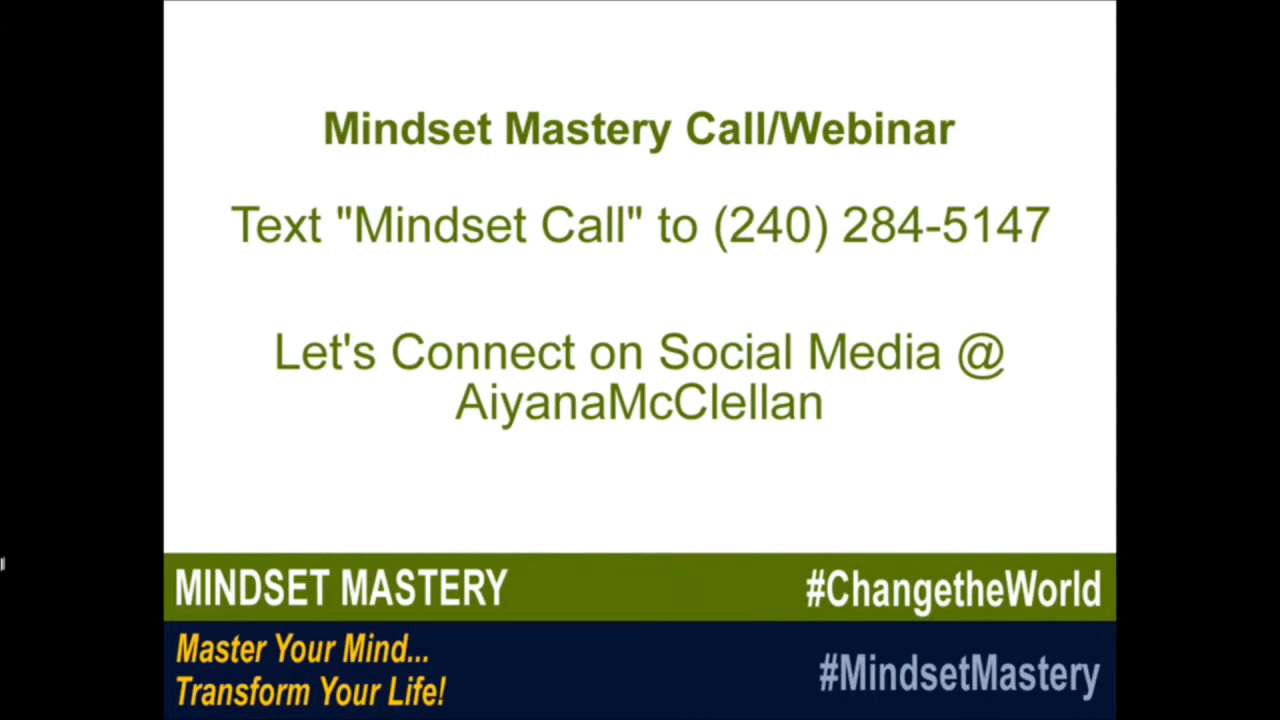 Mindset Mastery Call/Webinar
Text "Mindset Call" to (240) 284-5147
Let's Connect on Social Media @
AiyanaMcClellan
MINDSET MASTERY
#ChangetheWorld
Master Your Mind...
Transform Your Life!
#MindsetMastery